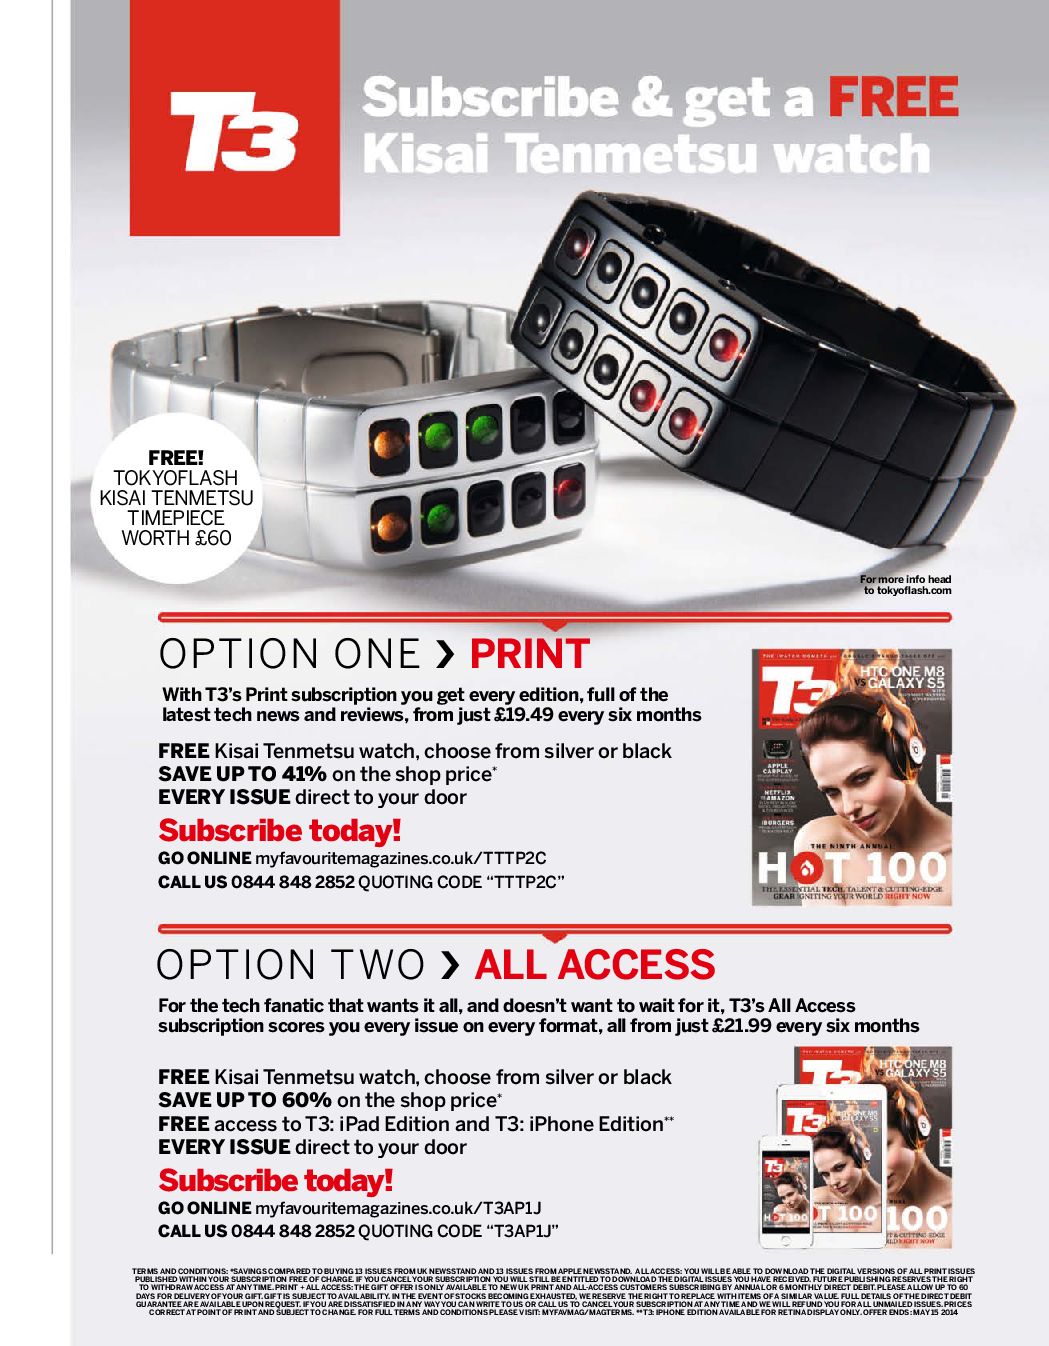 T3
Subscribe & get a FREE
Kisai Tenmetsu watch
FREE!
TOKYOFLASH
KISAI TENMETSU
TIMEPIECE
WORTH £60
For more info head
to tokyoflash.com
OPTION ONE › PRINT
With T3's Print subscription you get every edition, full of the
latest tech news and reviews, from just £19.49 every six months
FREE Kisai Tenmetsu watch, choose from silver or black
SAVE UP TO 41% on the shop price*
EVERY ISSUE direct to your door
Subscribe today!
GO ONLINE myfavouritemagazines.co.uk/TTTP2C
CALL US 0844 848 2852 QUOTING CODE “TTTP2C”
T3
HTC ONE M8
VS GALAXY S5
APPLE
CARPLAY
NETFLIX
VS AMAZON
BURGERS
THE NINTH ANNUAL
HOT 100
THE ESSENTIAL TECH, TALENT & CUTTING-EDGE
GEAR IGNITING YOUR WORLD RIGHT NOW
OPTION TWO › ALL ACCESS
For the tech fanatic that wants it all, and doesn't want to wait for it, T3's All Access
subscription scores you every issue on every format, all from just £21.99 every six months
FREE Kisai Tenmetsu watch, choose from silver or black
SAVE UP TO 60% on the shop price*
FREE access to T3: iPad Edition and T3: iPhone Edition**
EVERY ISSUE direct to your door
Subscribe today!
GO ONLINE myfavouritemagazines.co.uk/T3AP1J
CALL US 0844 848 2852 QUOTING CODE “T3AP1J”
HTC ONE M8
GALAXY S5
T3
HOT 100
100
TERMS AND CONDITIONS: *SAVINGS COMPARED TO BUYING 13 ISSUES FROM UK NEWSSTAND AND 13 ISSUES FROM APPLE NEWSSTAND. ALL ACCESS: YOU WILL BE ABLE TO DOWNLOAD THE DIGITAL VERSIONS OF ALL PRINT ISSUES
PUBLISHED WITHIN YOUR SUBSCRIPTION FREE OF CHARGE. IF YOU CANCEL YOUR SUBSCRIPTION YOU WILL STILL BE ENTITLED TO DOWNLOAD THE DIGITAL ISSUES YOU HAVE RECEIVED. FUTURE PUBLISHING RESERVES THE RIGHT
TO WITHDRAW ACCESS AT ANY TIME. PRINT + ALL ACCESS: THE GIFT OFFER IS ONLY AVAILABLE TO NEW UK PRINT AND ALL-ACCESS CUSTOMERS SUBSCRIBING BY ANNUAL OR 6 MONTHLY DIRECT DEBIT. PLEASE ALLOW UP TO 60
DAYS FOR DELIVERY OF YOUR GIFT. GIFT IS SUBJECT TO AVAILABILITY. IN THE EVENT OF STOCKS BECOMING EXHAUSTED, WE RESERVE THE RIGHT TO REPLACE WITH ITEMS OF A SIMILAR VALUE. FULL DETAILS OF THE DIRECT DEBIT
GUARANTEE ARE AVAILABLE UPON REQUEST. IF YOU ARE DISSATISFIED IN ANY WAY YOU CAN WRITE TO US OR CALL US TO CANCEL YOUR SUBSCRIPTION AT ANY TIME AND WE WILL REFUND YOU FOR ALL UNMAILED ISSUES. PRICES
CORRECT AT POINT OF PRINT AND SUBJECT TO CHANGE. FOR FULL TERMS AND CONDITIONS PLEASE VISIT: MYFAVMAG/MAGTERMS. **T3: IPHONE EDITION AVAILABLE FOR RETINA DISPLAY ONLY. OFFER ENDS: MAY 15 2014